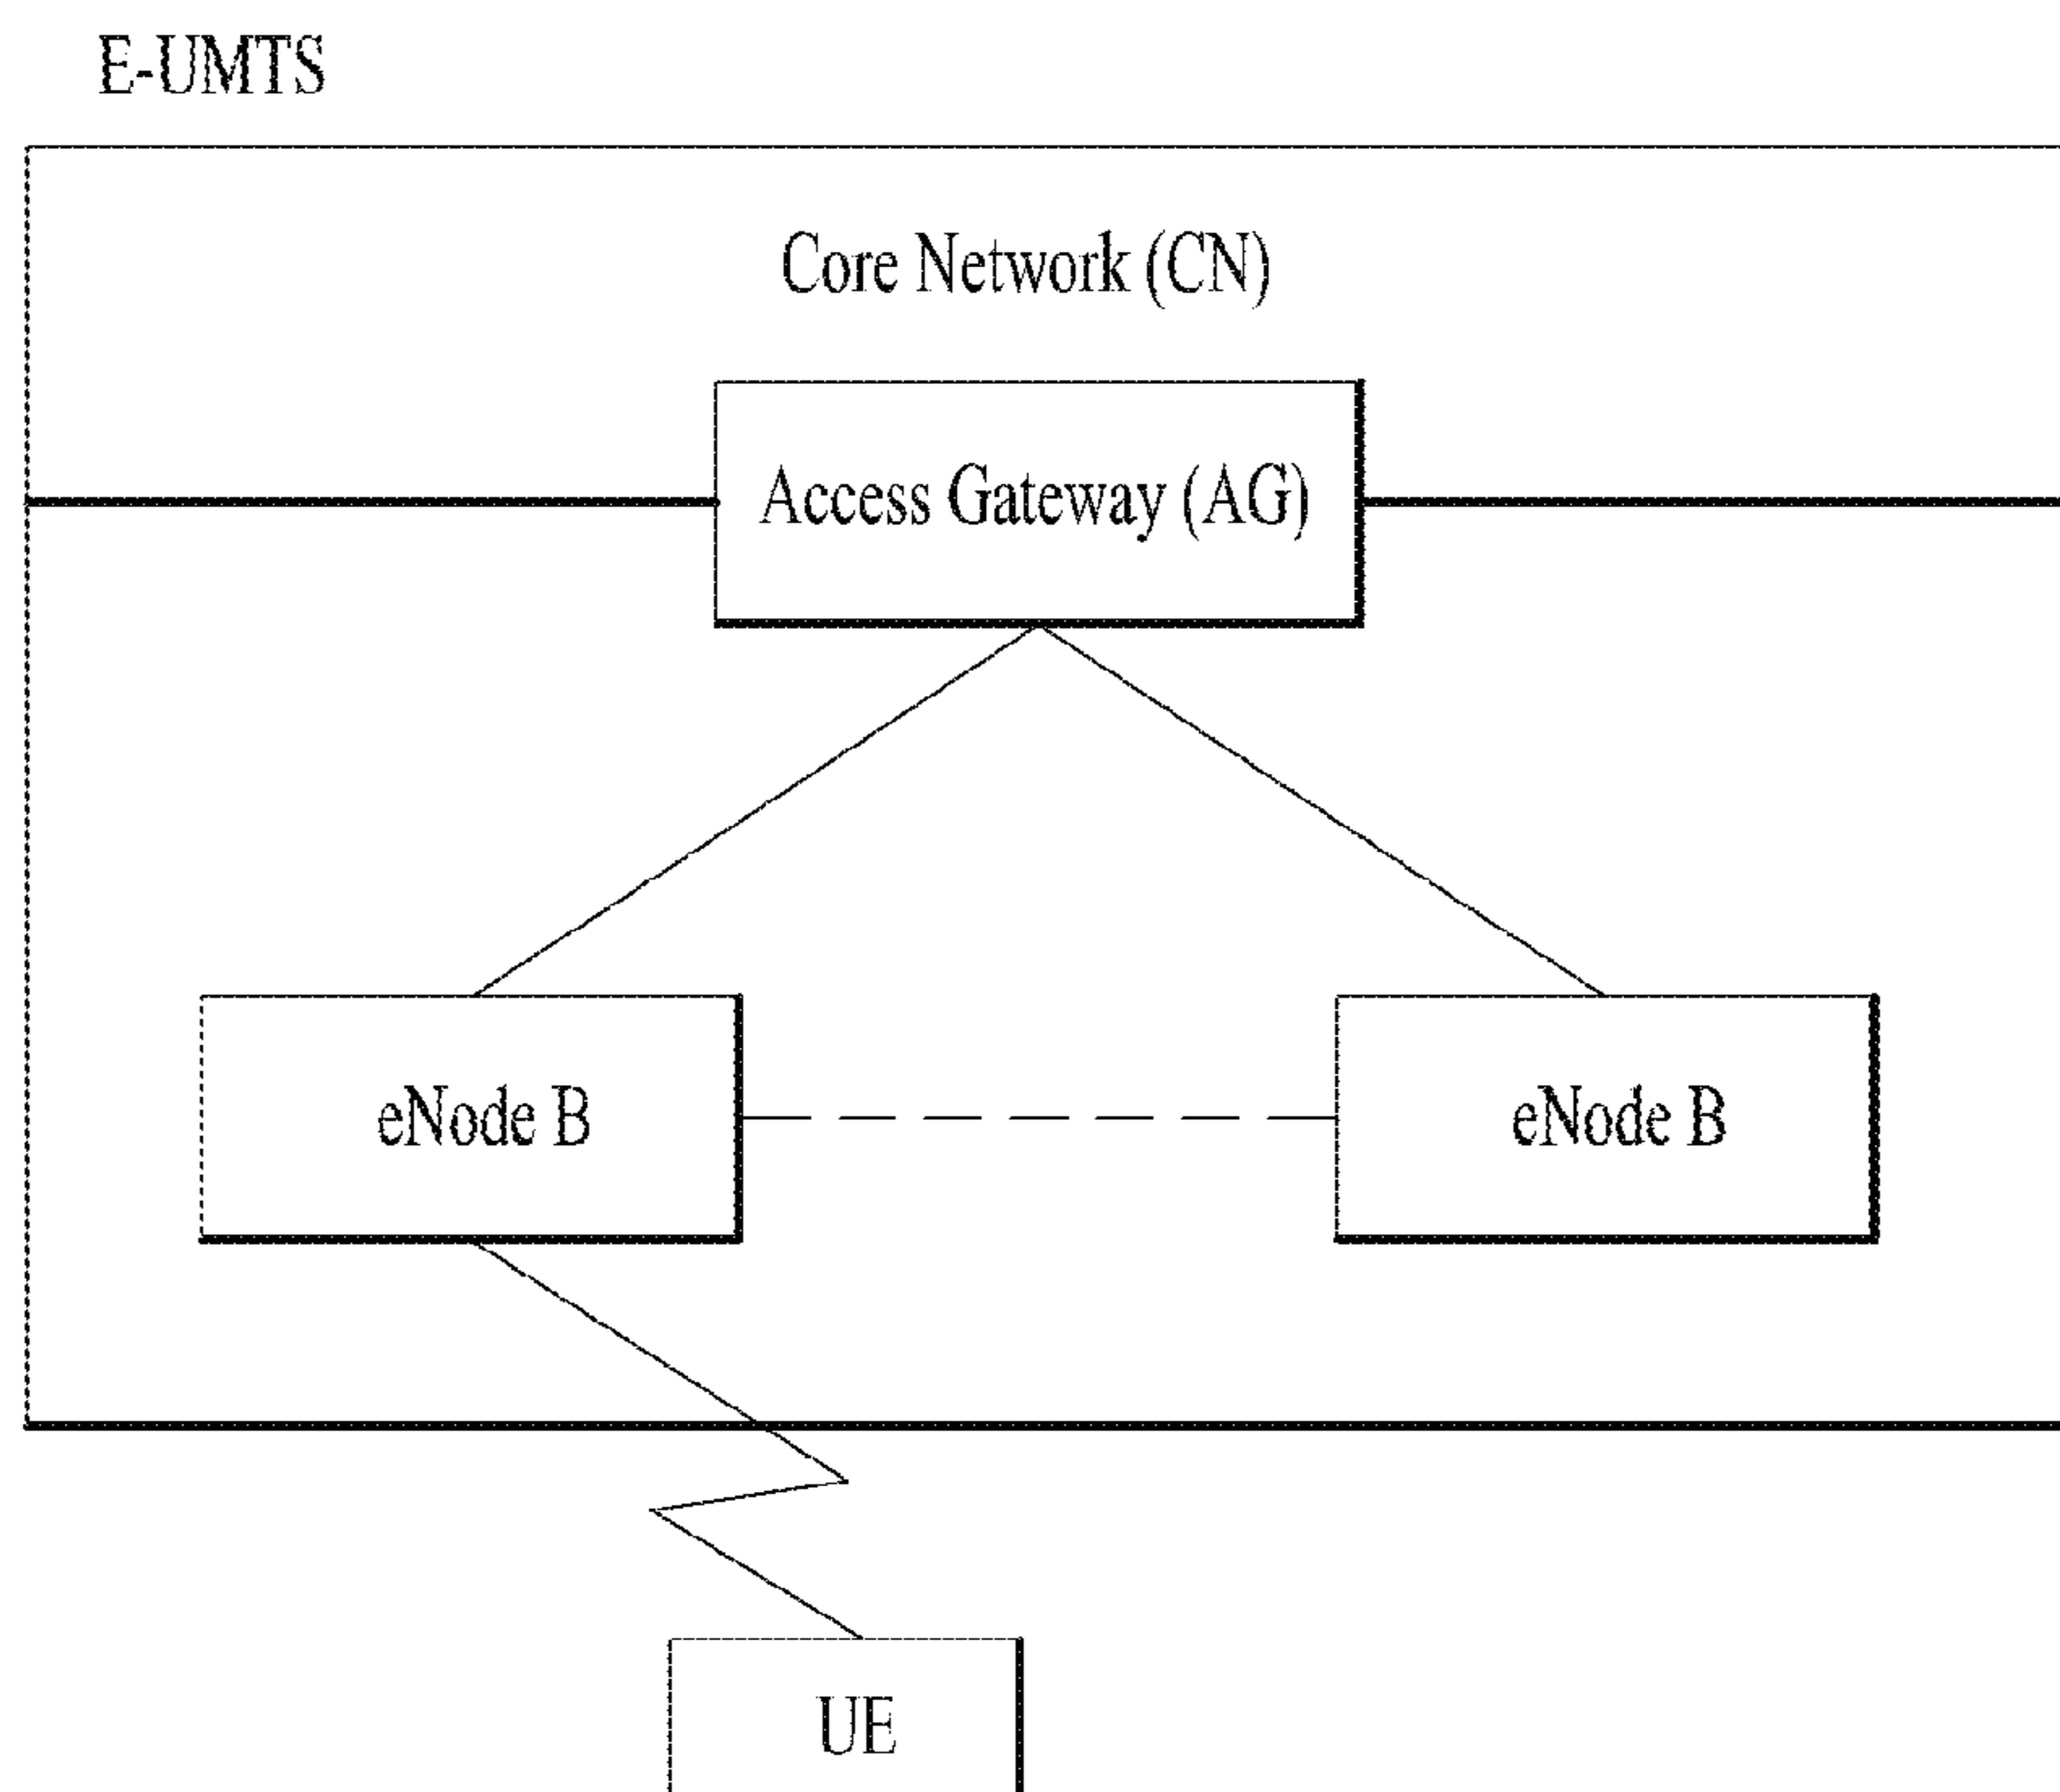 E-UMTS
Core Network (CN)
Access Gateway (AG)
eNode B
eNode B
UE